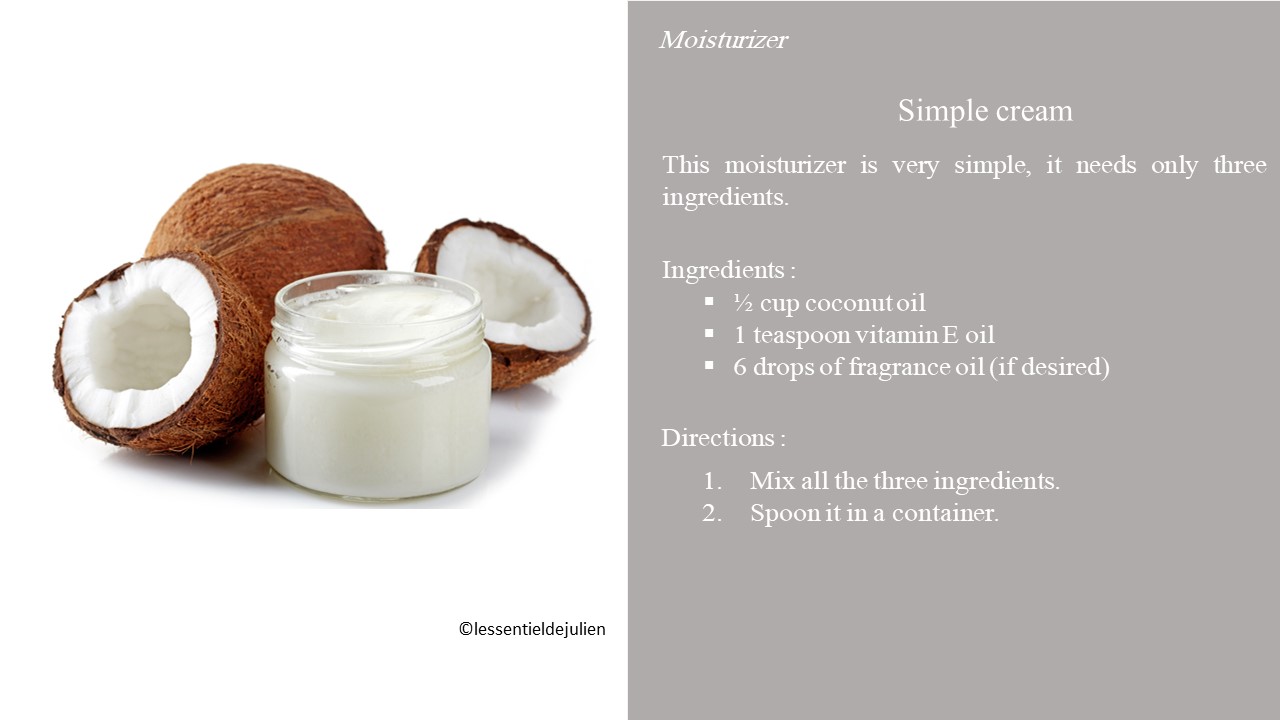 Moisturizer
Simple cream
This moisturizer is very simple, it needs only three
ingredients.
Ingredients :
▪ ½ cup coconut oil
▪ 1 teaspoon vitamin E oil
▪ 6 drops of fragrance oil (if desired)
Directions :
1. Mix all the three ingredients.
2. Spoon it in a container.
©lessentieldejulien